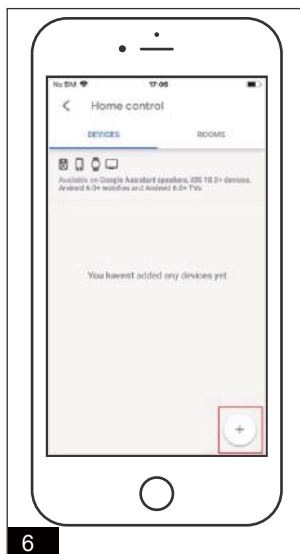 No SIM 17:06
< Home control
DEVICES ROOMS
Available on Google Assistant speakers, iOS 10.0+ devices,
Android 6.0+ watches and Android 6.0+ TVs
You havent added any devices yet
+
6